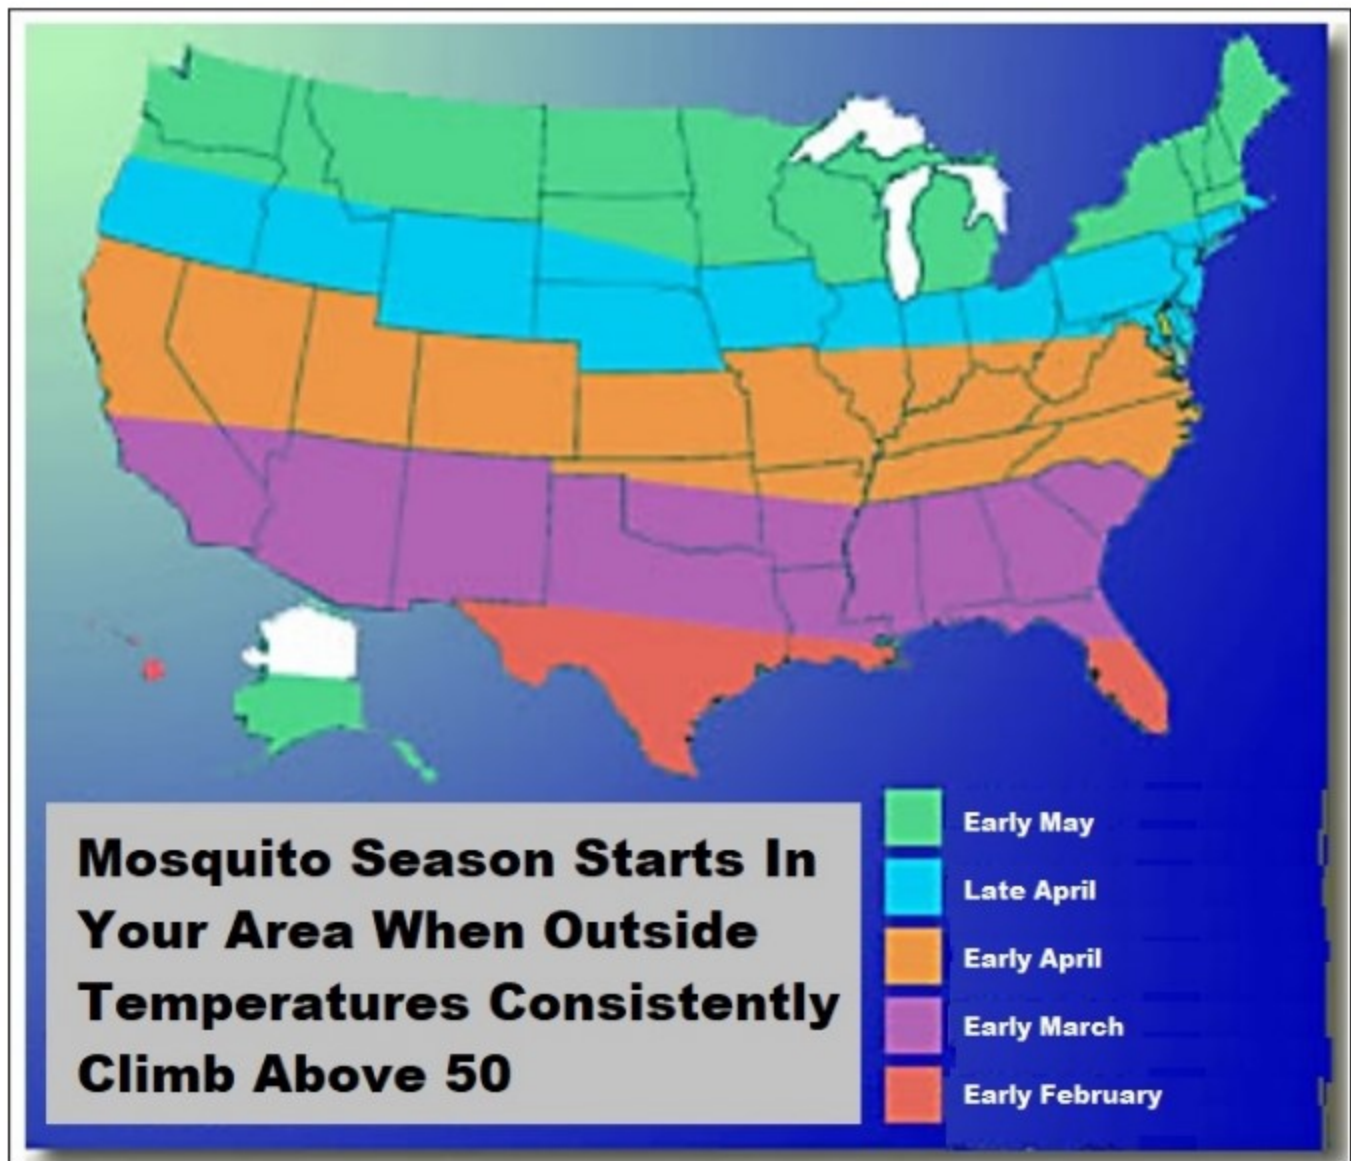 Mosquito Season Starts In
Your Area When Outside
Temperatures Consistently
Climb Above 50
Early May
Late April
Early April
Early March
Early February